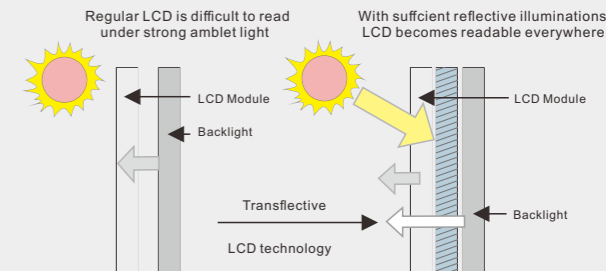 Regular LCD is difficult to read
under strong amblet light
With suffcient reflective illuminations
LCD becomes readable everywhere
LCD Module
Backlight
LCD Module
Transflective
LCD technology
Backlight